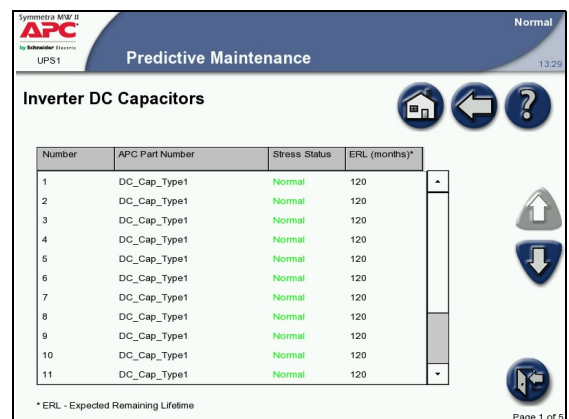 Symmetra MW II
APC
by Schneider Electric
UPS1
Predictive Maintenance
Normal
13:29
Inverter DC Capacitors
Number APC Part Number Stress Status ERL (months)*
1 DC_Cap_Type1 Normal 120
2 DC_Cap_Type1 Normal 120
3 DC_Cap_Type1 Normal 120
4 DC_Cap_Type1 Normal 120
5 DC_Cap_Type1 Normal 120
6 DC_Cap_Type1 Normal 120
7 DC_Cap_Type1 Normal 120
8 DC_Cap_Type1 Normal 120
9 DC_Cap_Type1 Normal 120
10 DC_Cap_Type1 Normal 120
11 DC_Cap_Type1 Normal 120
* ERL - Expected Remaining Lifetime
Page 1 of 5